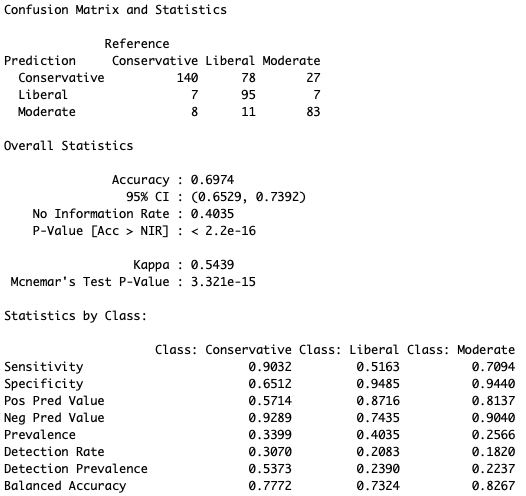 Confusion Matrix and Statistics
Reference
Prediction Conservative Liberal Moderate
Conservative 140 78 27
Liberal 7 95 7
Moderate 8 11 83
Overall Statistics
Accuracy : 0.6974
95% CI : (0.6529, 0.7392)
No Information Rate : 0.4035
P-Value [Acc > NIR] : < 2.2e-16
Kappa : 0.5439
Mcnemar's Test P-Value : 3.321e-15
Statistics by Class:
Class: Conservative Class: Liberal Class: Moderate
Sensitivity 0.9032 0.5163 0.7094
Specificity 0.6512 0.9485 0.9440
Pos Pred Value 0.5714 0.8716 0.8137
Neg Pred Value 0.9289 0.7435 0.9040
Prevalence 0.3399 0.4035 0.2566
Detection Rate 0.3070 0.2083 0.1820
Detection Prevalence 0.5373 0.2390 0.2237
Balanced Accuracy 0.7772 0.7324 0.8267